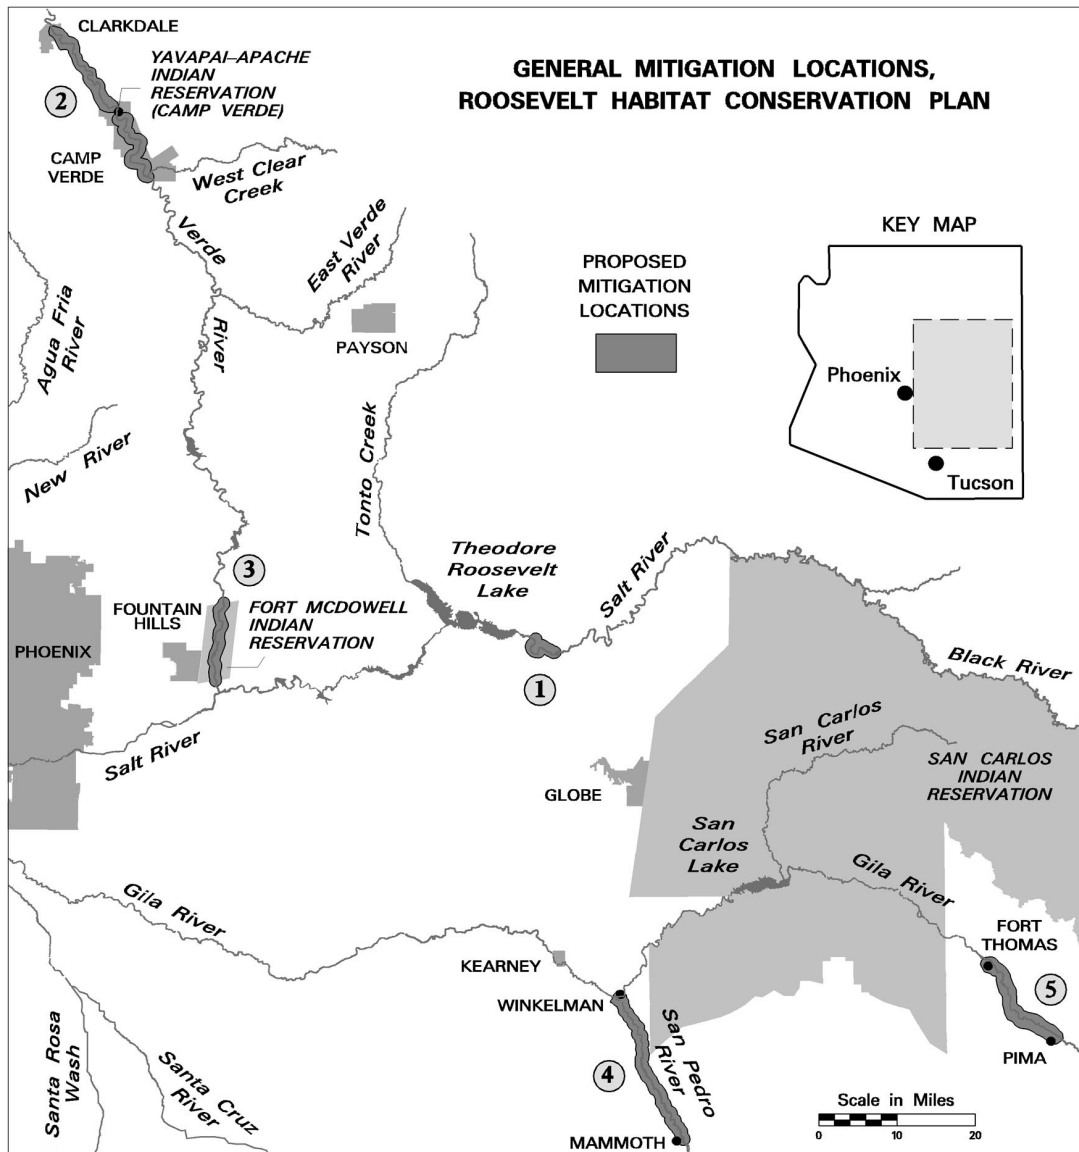 GENERAL MITIGATION LOCATIONS,
ROOSEVELT HABITAT CONSERVATION PLAN
CLARKDALE
YAVAPAI–APACHE
INDIAN
RESERVATION
(CAMP VERDE)
2
CAMP
VERDE
West Clear
Creek
Verde
River
East Verde
River
Agua Fria
River
PAYSON
PROPOSED
MITIGATION
LOCATIONS
KEY MAP
Phoenix
Tucson
New River
Tonto Creek
Theodore
Roosevelt
Lake
Salt River
3
FOUNTAIN
HILLS
FORT MCDOWELL
INDIAN
RESERVATION
PHOENIX
1
Black River
Salt River
San Carlos
River
SAN CARLOS
INDIAN
RESERVATION
GLOBE
San
Carlos
Lake
Gila River
Gila River
FORT
THOMAS
KEARNEY
WINKELMAN
5
San Pedro
River
PIMA
4
Santa Rosa
Wash
Santa Cruz
River
MAMMOTH
Scale in Miles
0 10 20